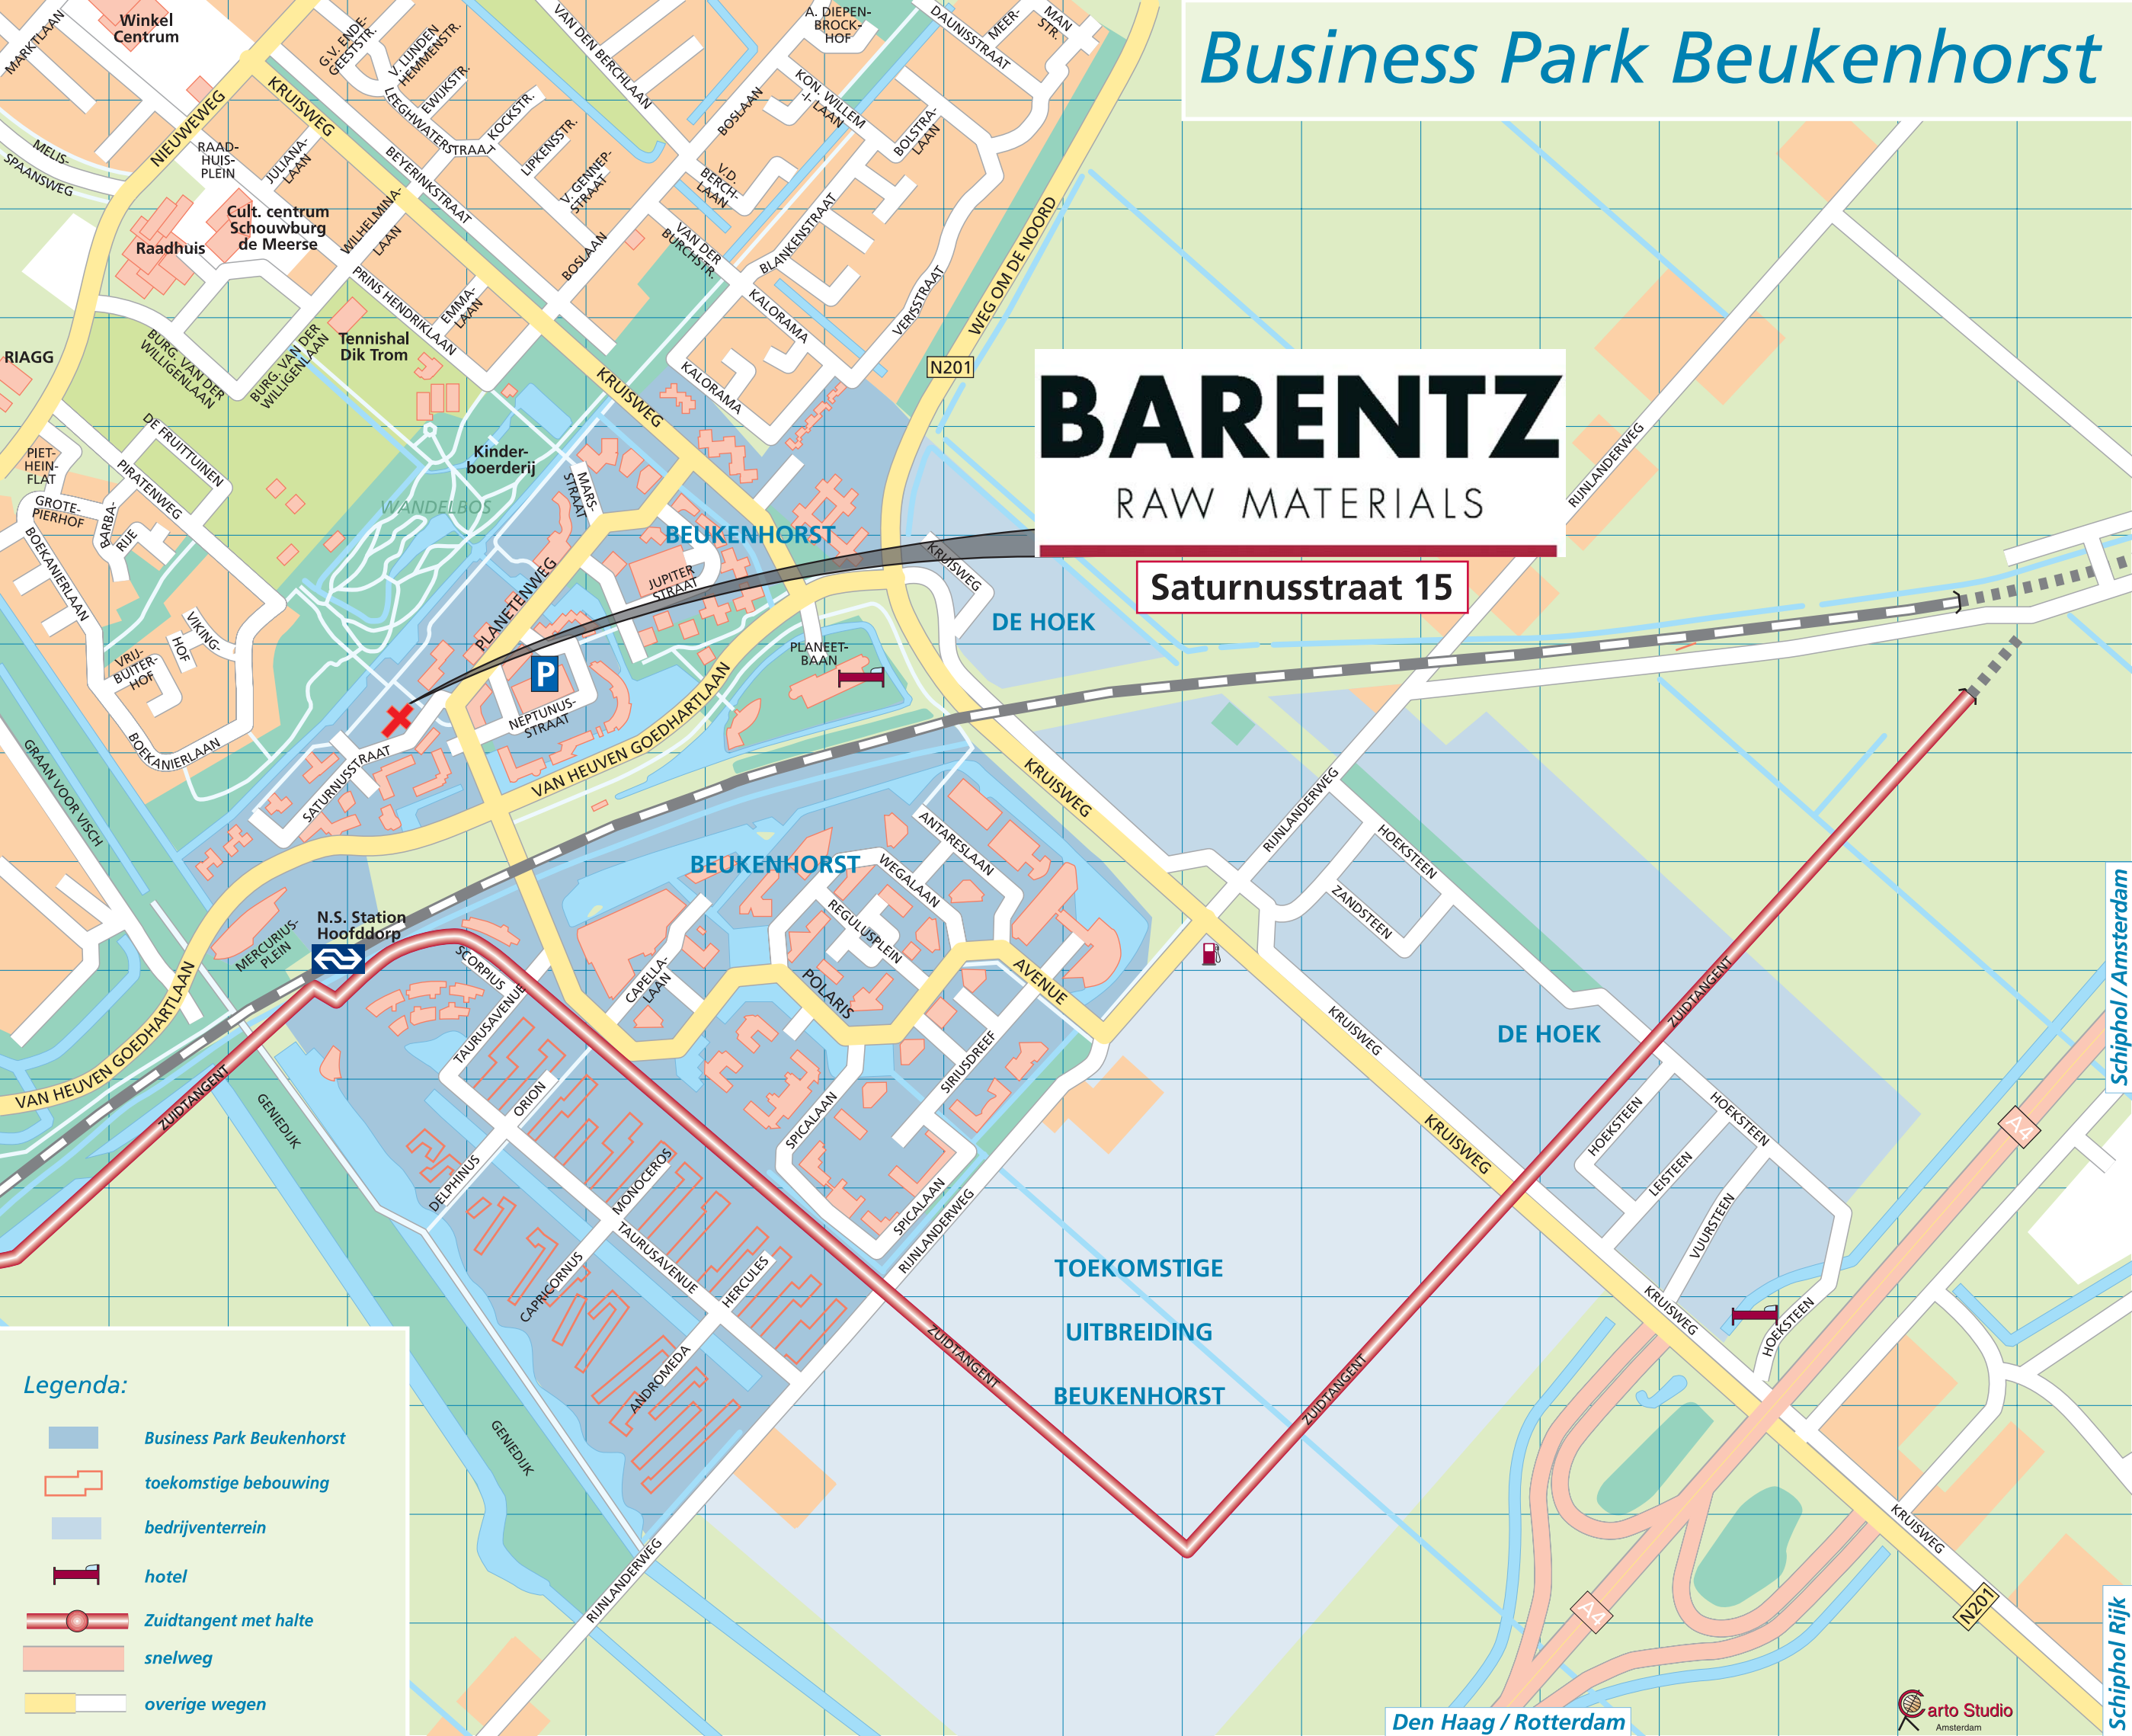 Business Park Beukenhorst
MARKTLAAN
Winkel
Centrum
G.V. ENDE-
GEESTSTR.
V. LIJNDEN
HEMMENSTR.
VAN DEN BERCHLAAN
A. DIEPEN-
BROCK-
HOF
DAUNISSTRAAT
MEER-
MAN
STR.
NIEUWEWEG
KRUISWEG
LEEGHWATERSTRAAT
EWIJKSTR.
KOCKSTR.
LIPKENSSTR.
V. GENNEP-
STRAAT
BOSLAAN
KON. WILLEM
-I- LAAN
BOLSTRA-
LAAN
MELIS-
SPAANSWEG
RAAD-
HUIS-
PLEIN
JULIANA-
LAAN
BEYERINKSTRAAT
V.D.
BERCH-
LAAN
Raadhuis
Cult. centrum
Schouwburg
de Meerse
WILHELMINA-
LAAN
BOSLAAN
VAN DER
BURCHSTR.
BLANKENSTRAAT
WEG OM DE NOORD
PRINS HENDRIKLAAN
EMMA-
LAAN
KALORAMA
VERISSTRAAT
RIAGG
BURG. VAN DER
WILLIGENLAAN
BURG. VAN DER
WILLIGENLAAN
Tennishal
Dik Trom
KRUISWEG
KALORAMA
N201
BARENTZ
RAW MATERIALS
Saturnusstraat 15
PIET-
HEIN-
FLAT
DE FRUITTUINEN
PIRATENWEG
GROTE-
PIERHOF
BARBA-
RIJE
BOEKANIERLAAN
Kinder-
boerderij
WANDELBOS
MARS-
STRAAT
BEUKENHORST
JUPITER
STRAAT
PLANETENWEG
KRUISWEG
DE HOEK
RIJNLANDERWEG
VIKING-
HOF
VRIJ-
BUITER-
HOF
BOEKANIERLAAN
P
NEPTUNUS-
STRAAT
PLANEET-
BAAN
VAN HEUVEN GOEDHARTLAAN
SATURNUSSTRAAT
GRAAN VOOR VISCH
KRUISWEG
RIJNLANDERWEG
BEUKENHORST
ANTARESLAAN
WEGALAAN
REGULUSPLEIN
HOEKSTEEN
ZANDSTEEN
MERCURIUS-
PLEIN
N.S. Station
Hoofddorp
SCORPIUS
TAURUSAVENUE
CAPELLA-
LAAN
POLARIS
AVENUE
KRUISWEG
DE HOEK
ZUIDTANGENT
Schiphol / Amsterdam
VAN HEUVEN GOEDHARTLAAN
ZUIDTANGENT
GENIEDIJK
ORION
DELPHINUS
MONOCEROS
CAPRICORNUS
TAURUSAVENUE
HERCULES
ANDROMEDA
SPICALAAN
SIRIUSDREEF
SPICALAAN
RIJNLANDERWEG
KRUISWEG
HOEKSTEEN
HOEKSTEEN
LEISTEEN
VUURSTEEN
A4
TOEKOMSTIGE
UITBREIDING
BEUKENHORST
ZUIDTANGENT
ZUIDTANGENT
KRUISWEG
HOEKSTEEN
GENIEDIJK
RIJNLANDERWEG
KRUISWEG
A4
N201
Legenda:
Business Park Beukenhorst
toekomstige bebouwing
bedrijventerrein
hotel
Zuidtangent met halte
snelweg
overige wegen
Den Haag / Rotterdam
Schiphol Rijk
Carto Studio
Amsterdam